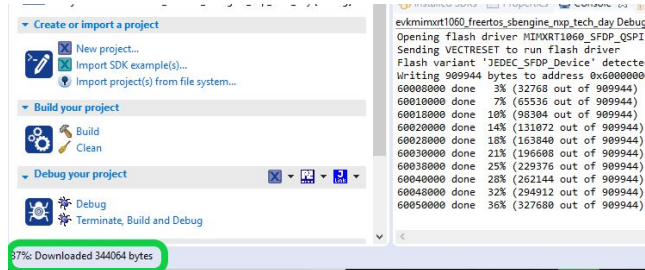 Create or import a project
New project...
Import SDK example(s)...
Import project(s) from file system...
Build your project
Build
Clean
Debug your project
Debug
Terminate, Build and Debug
37%: Downloaded 344064 bytes
Installed SDKs Properties Console
evkmimxrt1060_freertos_sbengine_nxp_tech_day Debug
Opening flash driver MIMXRT1060_SFDP_QSPI
Sending VECTRESET to run flash driver
Flash variant 'JEDEC_SFDP_Device' detecte
Writing 909944 bytes to address 0x6000000
60008000 done 3% (32768 out of 909944)
60010000 done 7% (65536 out of 909944)
60018000 done 10% (98304 out of 909944)
60020000 done 14% (131072 out of 909944)
60028000 done 18% (163840 out of 909944)
60030000 done 21% (196608 out of 909944)
60038000 done 25% (229376 out of 909944)
60040000 done 28% (262144 out of 909944)
60048000 done 32% (294912 out of 909944)
60050000 done 36% (327680 out of 909944)